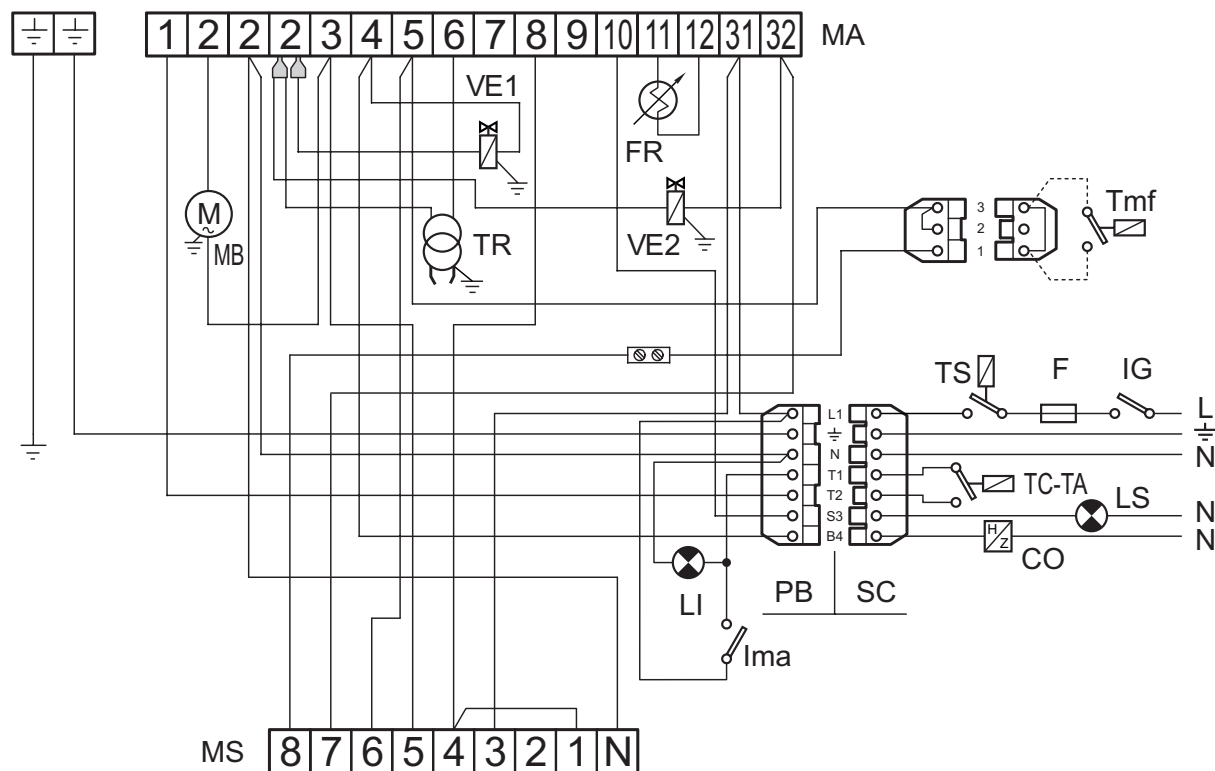 1 2 2 2 3 4 5 6 7 8 9 10 11 12 31 32 MA
VE1
FR
M
~
MB
TR
VE2
3
2
1
Tmf
TS F IG
L1
N
T1
T2
S3
B4
L
N
TC-TA
LS
N
H
Z
N
CO
LI
PB SC
Ima
MS 8 7 6 5 4 3 2 1 N